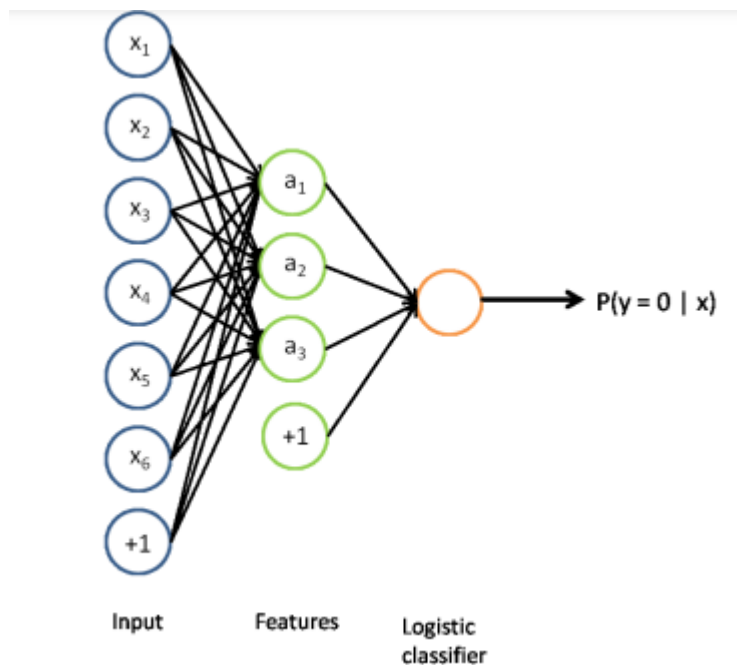 x₁
x₂
x₃
x₄
x₅
x₆
+1
a₁
a₂
a₃
+1
P(y = 0 | x)
Input
Features
Logistic
classifier